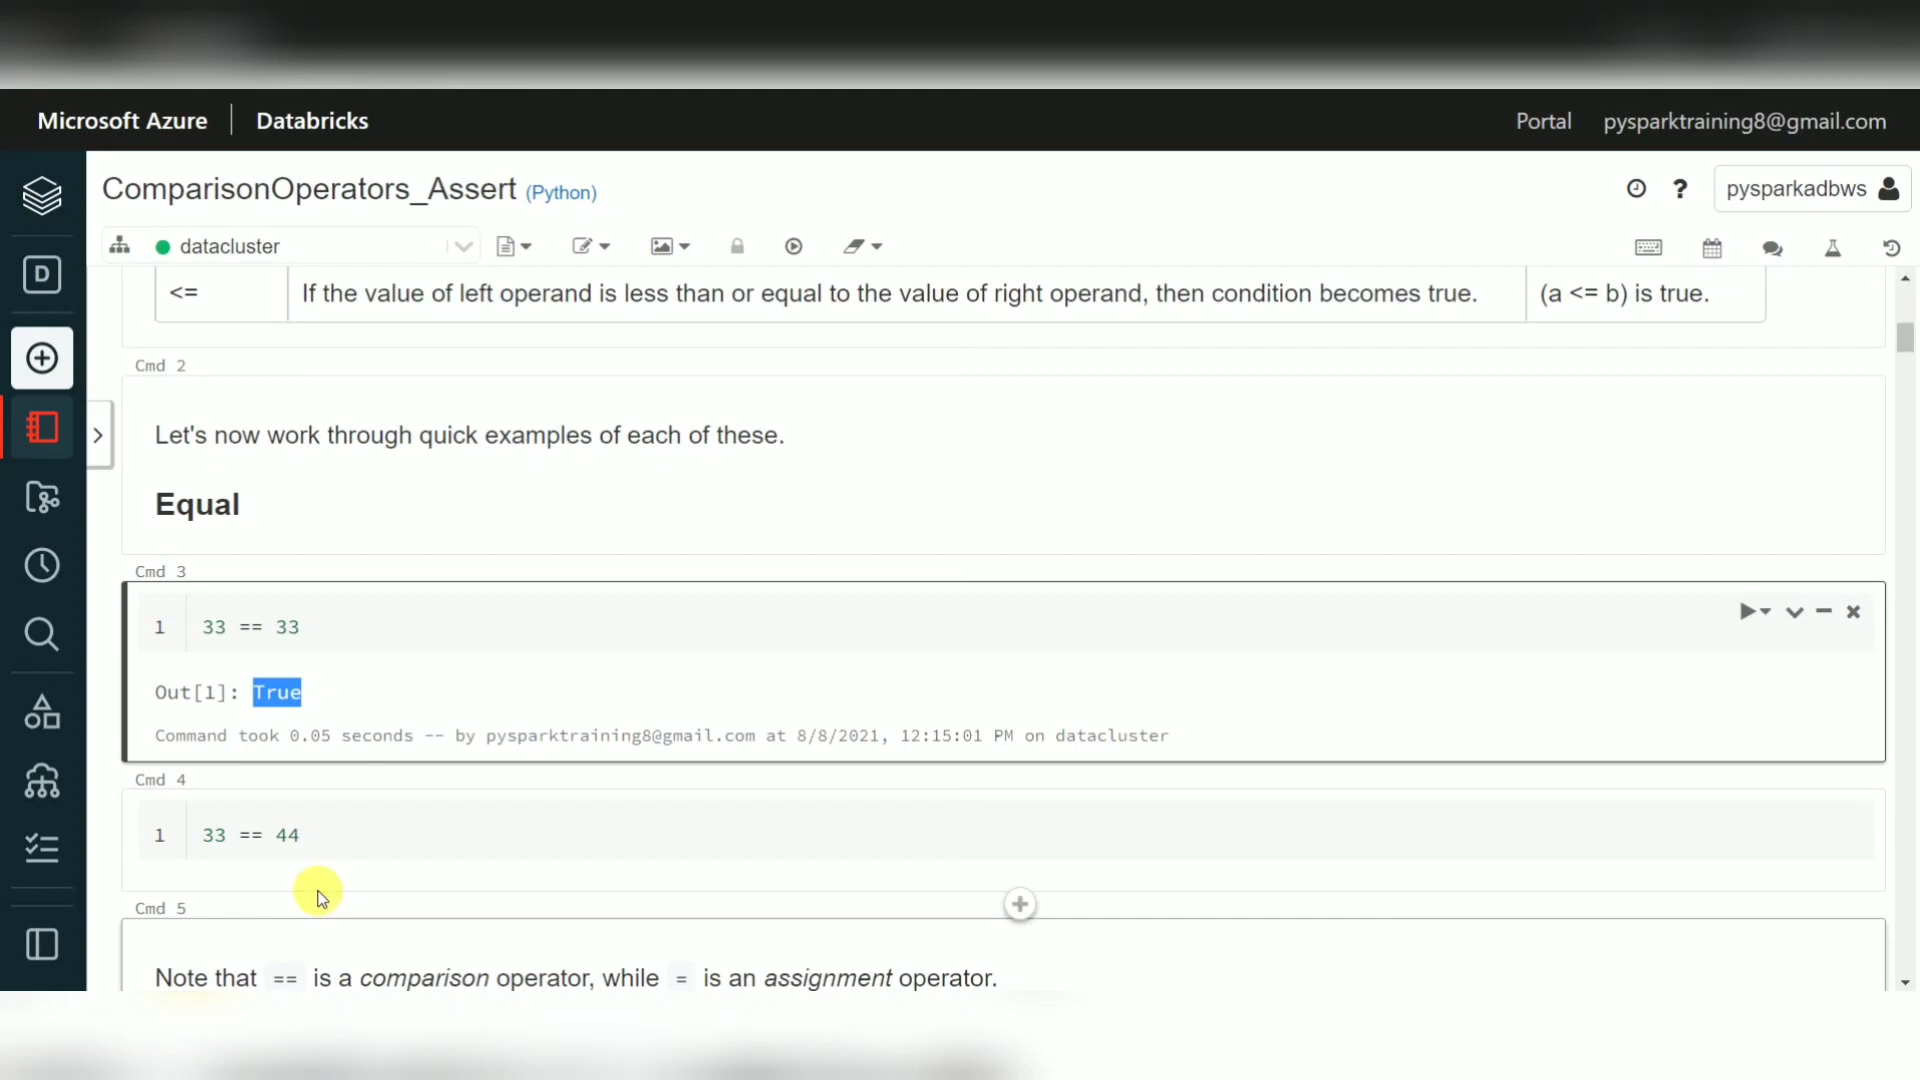 Microsoft Azure Databricks Portal pysparktraining8@gmail.com
ComparisonOperators_Assert (Python) ? pysparkadbws
D
datacluster
<= If the value of left operand is less than or equal to the value of right operand, then condition becomes true. (a <= b) is true.
Cmd 2
Let's now work through quick examples of each of these.
Equal
Cmd 3
1 33 == 33
Out[1]: True
Command took 0.05 seconds -- by pysparktraining8@gmail.com at 8/8/2021, 12:15:01 PM on datacluster
Cmd 4
1 33 == 44
Cmd 5
Note that == is a comparison operator, while = is an assignment operator.